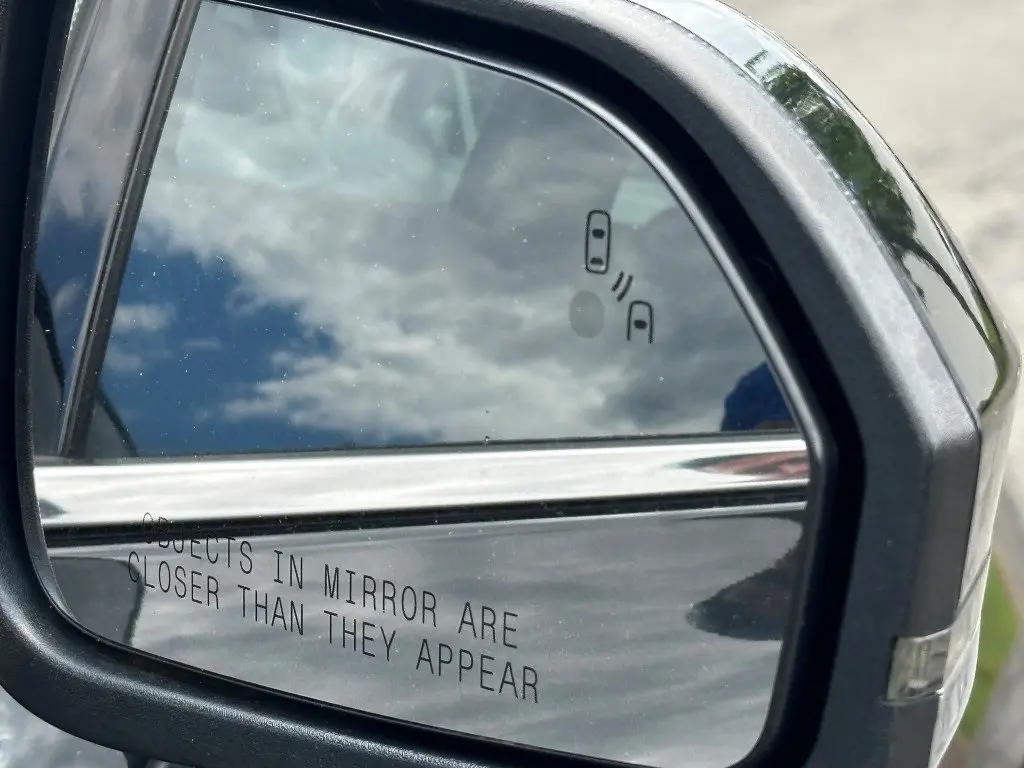 OBJECTS IN MIRROR ARE
CLOSER THAN THEY APPEAR